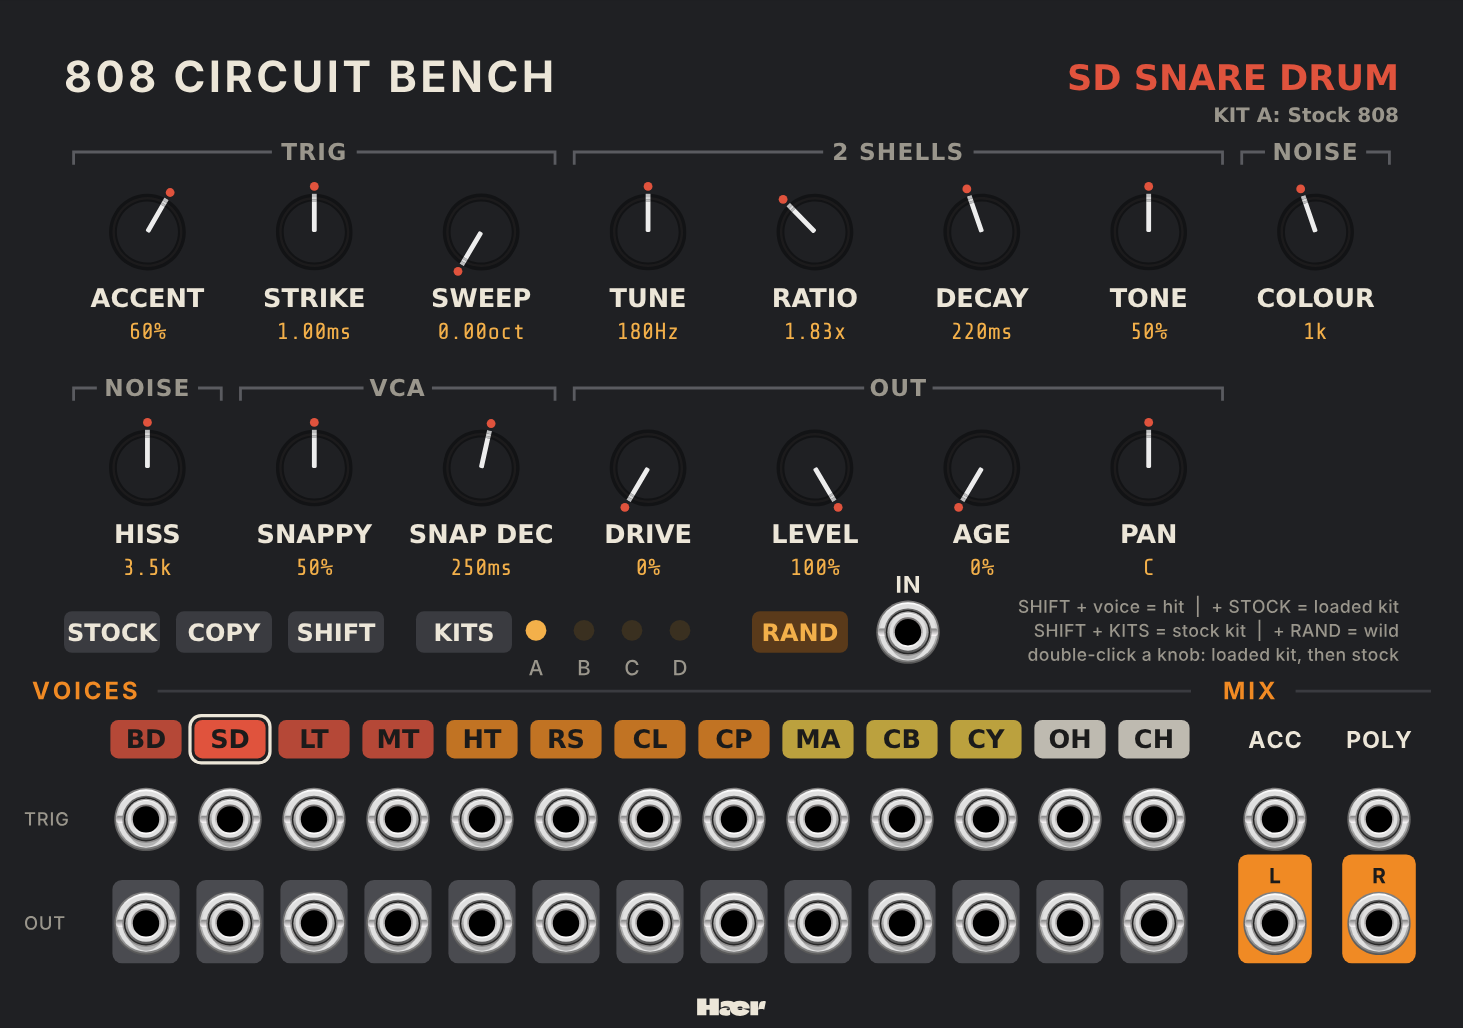 808 CIRCUIT BENCH
SD SNARE DRUM
KIT A: Stock 808
TRIG
2 SHELLS
NOISE
ACCENT STRIKE SWEEP TUNE RATIO DECAY TONE COLOUR
60% 1.00ms 0.00oct 180Hz 1.83x 220ms 50% 1k
NOISE
VCA
OUT
HISS SNAPPY SNAP DEC DRIVE LEVEL AGE PAN
3.5k 50% 250ms 0% 100% 0% C
STOCK COPY SHIFT KITS RAND IN
A B C D
SHIFT + voice = hit | + STOCK = loaded kit
SHIFT + KITS = stock kit | + RAND = wild
double-click a knob: loaded kit, then stock
VOICES
MIX
BD SD LT MT HT RS CL CP MA CB CY OH CH ACC POLY
TRIG
L R
OUT
Hær